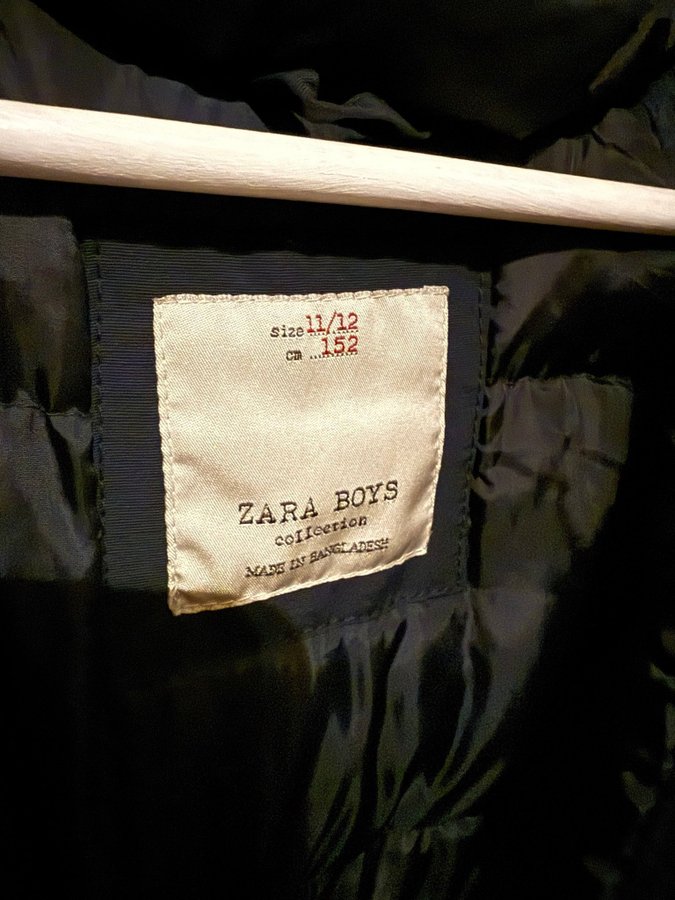 size 11/12
cm ...152
ZARA BOYS
collection
MADE IN BANGLADESH